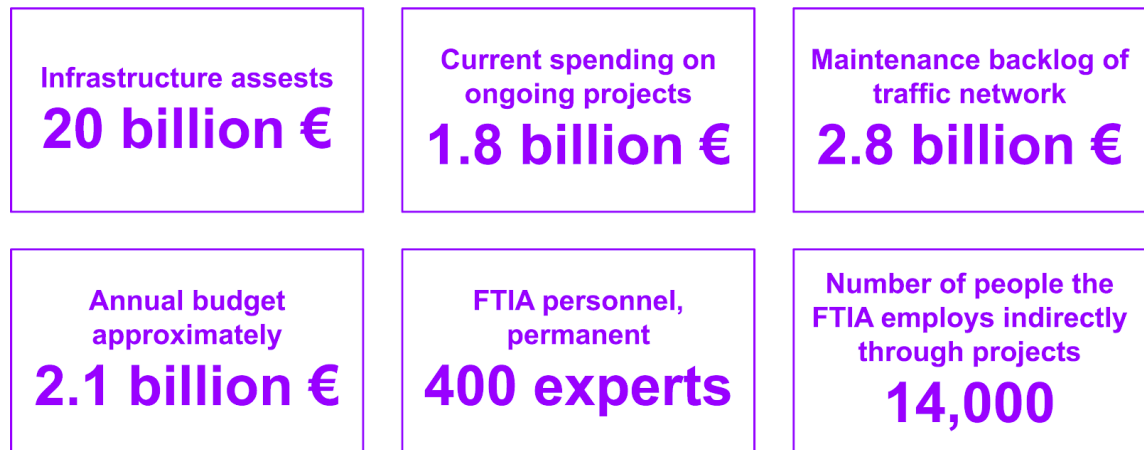 Infrastructure assests
20 billion €
Current spending on
ongoing projects
1.8 billion €
Maintenance backlog of
traffic network
2.8 billion €
Annual budget
approximately
2.1 billion €
FTIA personnel,
permanent
400 experts
Number of people the
FTIA employs indirectly
through projects
14,000